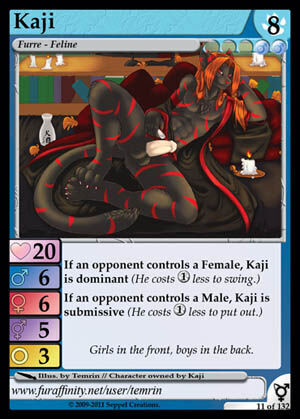 Kaji
8
Furre - Feline
20
6
6
5
3
If an opponent controls a Female, Kaji
is dominant (He costs 1 less to swing.)
If an opponent controls a Male, Kaji is
submissive (He costs 1 less to put out.)
Girls in the front, boys in the back.
Illus. by Temrin // Character owned by Kaji
www.furaffinity.net/user/temrin
© 2009-2011 Seppel Creations.
11 of 132